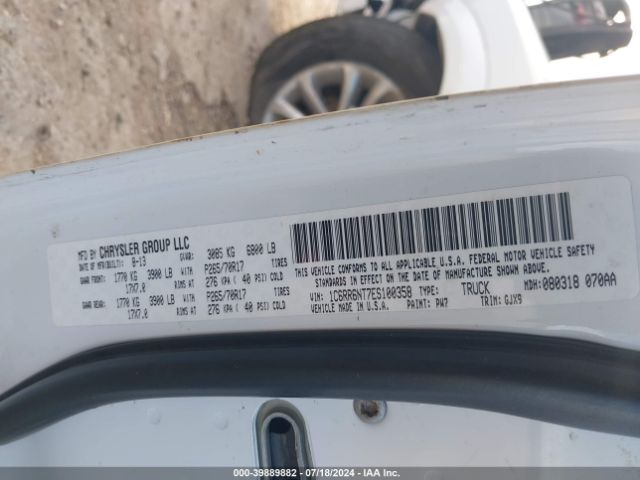 MFD BY CHRYSLER GROUP LLC
DATE OF MFR/BUILT: 8-13 GVWR: 3085 KG 6800 LB
GAWR FRONT: 1770 KG 3900 LB WITH P265/70R17 TIRES
17X7.0 RIMS AT 276 KPA ( 40 PSI) COLD
GAWR REAR: 1770 KG 3900 LB WITH P265/70R17 TIRES
17X7.0 RIMS AT 276 KPA ( 40 PSI) COLD
THIS VEHICLE CONFORMS TO ALL APPLICABLE U.S.A. FEDERAL MOTOR VEHICLE SAFETY
STANDARDS IN EFFECT ON THE DATE OF MANUFACTURE SHOWN ABOVE.
VIN: 1C6RR6NT7ES100358 TYPE: TRUCK MDH: 080318 070AA
VEHICLE MADE IN U.S.A. PAINT: PW7 TRIM: GJX9
000-39889882 - 07/18/2024 - IAA Inc.